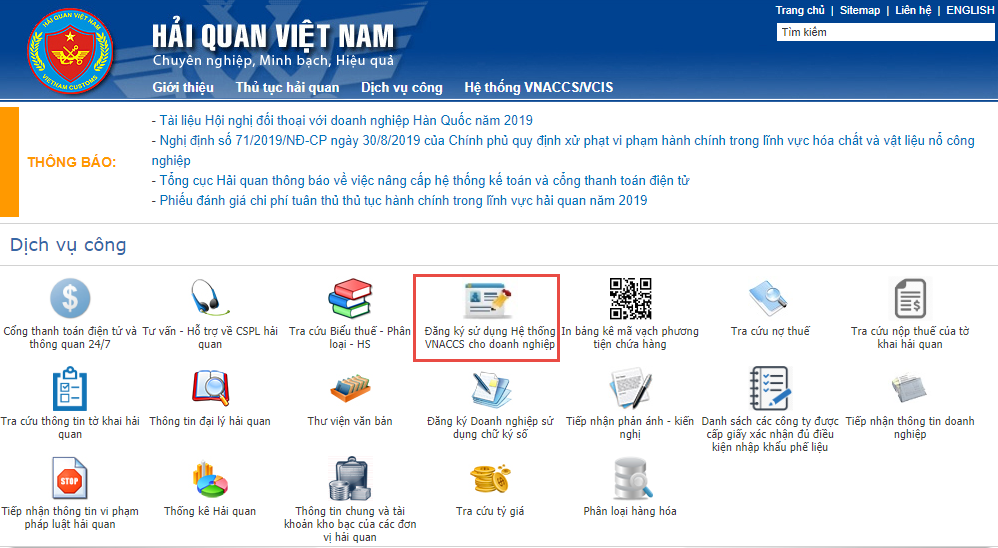 Trang chủ | Sitemap | Liên hệ | ENGLISH
HẢI QUAN VIỆT NAM
VIETNAM CUSTOMS
HẢI QUAN VIỆT NAM
Chuyên nghiệp, Minh bạch, Hiệu quả
Tìm kiếm
Giới thiệu Thủ tục hải quan Dịch vụ công Hệ thống VNACCS/VCIS
THÔNG BÁO:
- Tài liệu Hội nghị đối thoại với doanh nghiệp Hàn Quốc năm 2019
- Nghị định số 71/2019/NĐ-CP ngày 30/8/2019 của Chính phủ quy định xử phạt vi phạm hành chính trong lĩnh vực hóa chất và vật liệu nổ công
nghiệp
- Tổng cục Hải quan thông báo về việc nâng cấp hệ thống kế toán và cổng thanh toán điện tử
- Phiếu đánh giá chi phí tuân thủ thủ tục hành chính trong lĩnh vực hải quan năm 2019
Dịch vụ công
Cổng thanh toán điện tử và
thông quan 24/7
Tư vấn - Hỗ trợ về CSPL hải
quan
Tra cứu Biểu thuế - Phân
loại - HS
Đăng ký sử dụng Hệ thống
VNACCS cho doanh nghiệp
In bảng kê mã vạch phương
tiện chứa hàng
Tra cứu nợ thuế
Tra cứu nộp thuế của tờ
khai hải quan
Tra cứu thông tin tờ khai hải
quan
Thông tin đại lý hải quan
Thư viện văn bản
Đăng ký Doanh nghiệp sử
dụng chữ ký số
Tiếp nhận phản ánh - kiến
nghị
Danh sách các công ty được
cấp giấy xác nhận đủ điều
kiện nhập khẩu phế liệu
Tiếp nhận thông tin doanh
nghiệp
STOP
Tiếp nhận thông tin vi phạm
pháp luật hải quan
Thống kê Hải quan
Thông tin chung và tài
khoản kho bạc của các đơn
vị hải quan
Tra cứu tỷ giá
Phân loại hàng hóa